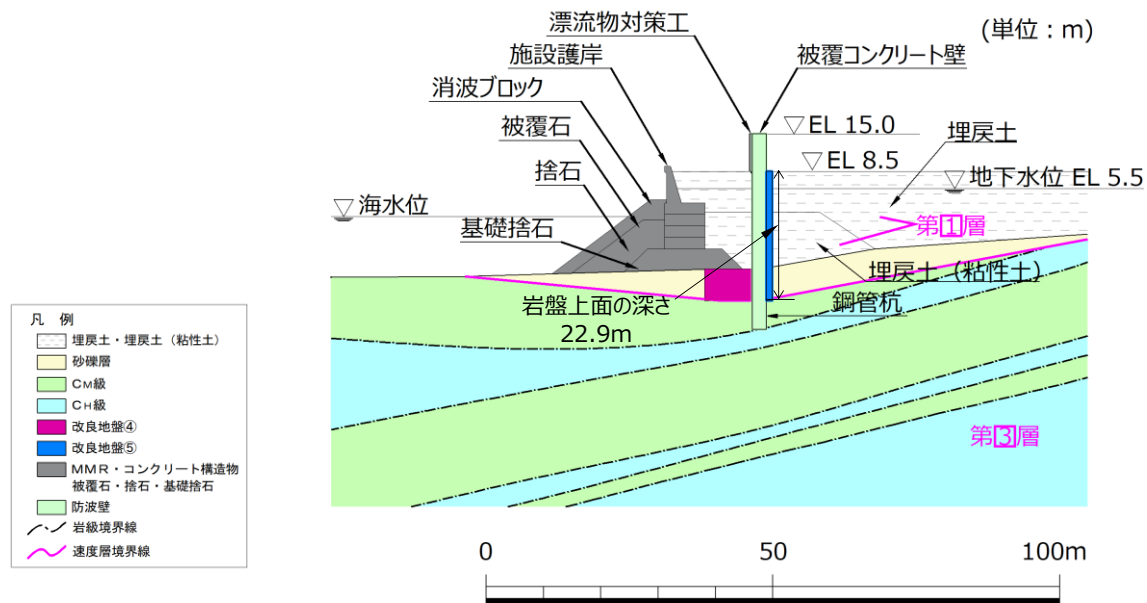 漂流物対策工
(単位：m)
施設護岸
被覆コンクリート壁
消波ブロック
被覆石
▽ EL 15.0
埋戻土
捨石
▽ EL 8.5
地下水位 EL 5.5
▽ 海水位
基礎捨石
第1層
埋戻土（粘性土）
岩盤上面の深さ
22.9m
鋼管杭
第3層
凡 例
埋戻土・埋戻土（粘性土）
砂礫層
CM級
CH級
改良地盤④
改良地盤⑤
MMR・コンクリート構造物
被覆石・捨石・基礎捨石
防波壁
岩級境界線
速度層境界線
0 50 100m